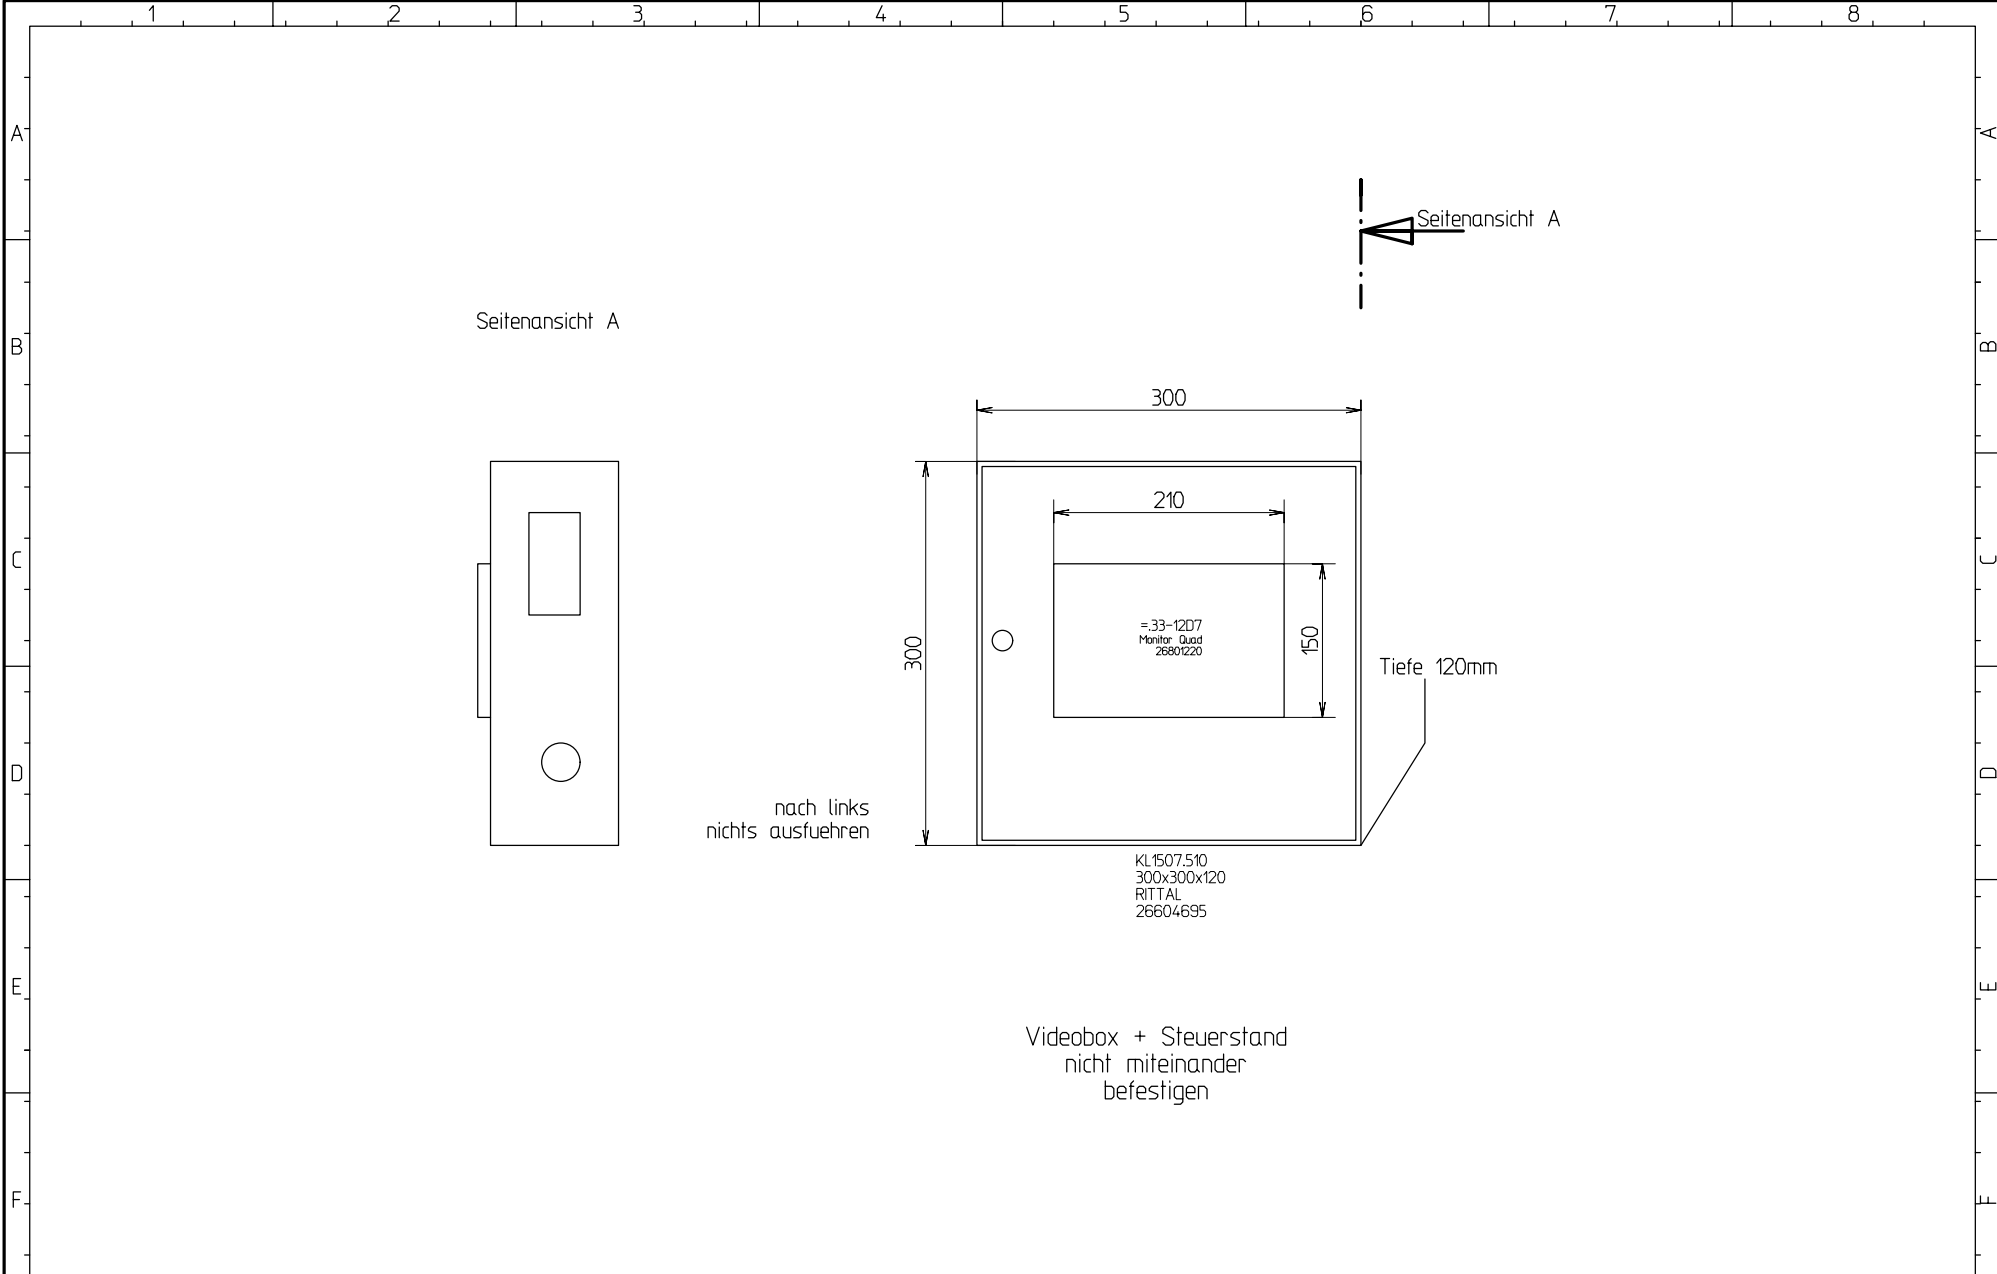 1 2 3 4 5 6 7 8
A A
Seitenansicht A
Seitenansicht A
B B
300
210
C C
=.33-12D7
Monitor Quad
26801220
150
300
Tiefe 120mm
D D
nach links
nichts ausfuehren
KL1507.510
300x300x120
RITTAL
26604695
E E
Videobox + Steuerstand
nicht miteinander
befestigen
F F